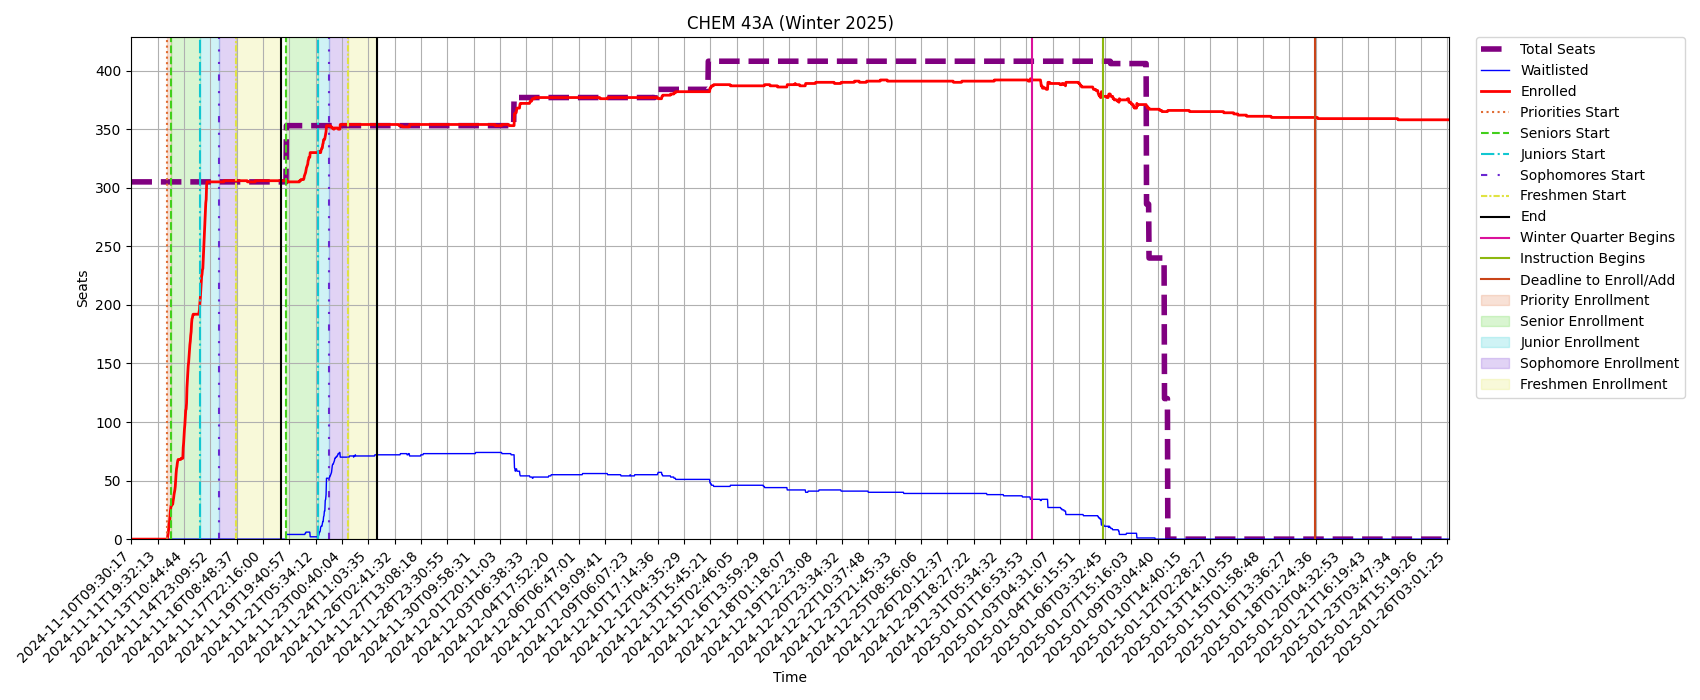 CHEM 43A (Winter 2025)
Seats
400
350
300
250
200
150
100
50
0
2024-11-10T09:30:17
2024-11-11T19:32:13
2024-11-13T10:44:44
2024-11-14T23:09:52
2024-11-16T08:48:37
2024-11-17T22:16:00
2024-11-19T19:40:57
2024-11-21T05:34:12
2024-11-23T00:40:04
2024-11-24T11:03:35
2024-11-26T02:41:32
2024-11-27T13:08:18
2024-11-28T23:30:55
2024-11-30T09:58:31
2024-12-01T20:11:03
2024-12-03T06:38:33
2024-12-04T17:52:20
2024-12-06T06:47:01
2024-12-07T19:09:41
2024-12-09T06:07:23
2024-12-10T17:14:36
2024-12-12T04:35:29
2024-12-13T15:45:21
2024-12-15T02:46:05
2024-12-16T13:59:29
2024-12-18T01:18:07
2024-12-19T12:23:08
2024-12-20T23:34:32
2024-12-22T10:37:48
2024-12-23T21:45:33
2024-12-25T08:56:06
2024-12-26T20:12:37
2024-12-29T18:27:22
2024-12-31T05:34:32
2025-01-01T16:53:53
2025-01-03T04:31:07
2025-01-04T16:15:51
2025-01-06T03:32:45
2025-01-07T15:16:03
2025-01-09T03:04:40
2025-01-10T14:40:15
2025-01-12T02:28:27
2025-01-13T14:10:55
2025-01-15T01:58:48
2025-01-16T13:36:27
2025-01-18T01:24:36
2025-01-20T04:32:53
2025-01-21T16:19:43
2025-01-23T03:47:34
2025-01-24T15:19:26
2025-01-26T03:01:25
Time
Total Seats
Waitlisted
Enrolled
Priorities Start
Seniors Start
Juniors Start
Sophomores Start
Freshmen Start
End
Winter Quarter Begins
Instruction Begins
Deadline to Enroll/Add
Priority Enrollment
Senior Enrollment
Junior Enrollment
Sophomore Enrollment
Freshmen Enrollment